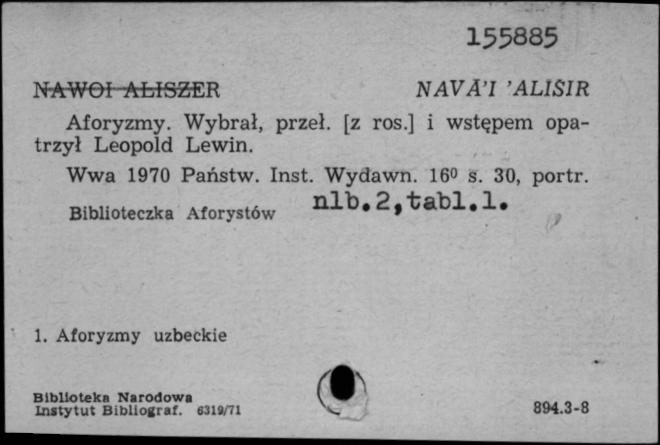 155885
NAWOI ALISZER NAVĀ'I 'ALIŠIR
Aforyzmy. Wybrał, przeł. [z ros.] i wstępem opa-
trzył Leopold Lewin.
Wwa 1970 Państw. Inst. Wydawn. 16⁰ s. 30, portr.
Biblioteczka Aforystów nlb.2,tabl.1.
1. Aforyzmy uzbeckie
Biblioteka Narodowa
Instytut Bibliograf. 6319/71 894.3-8